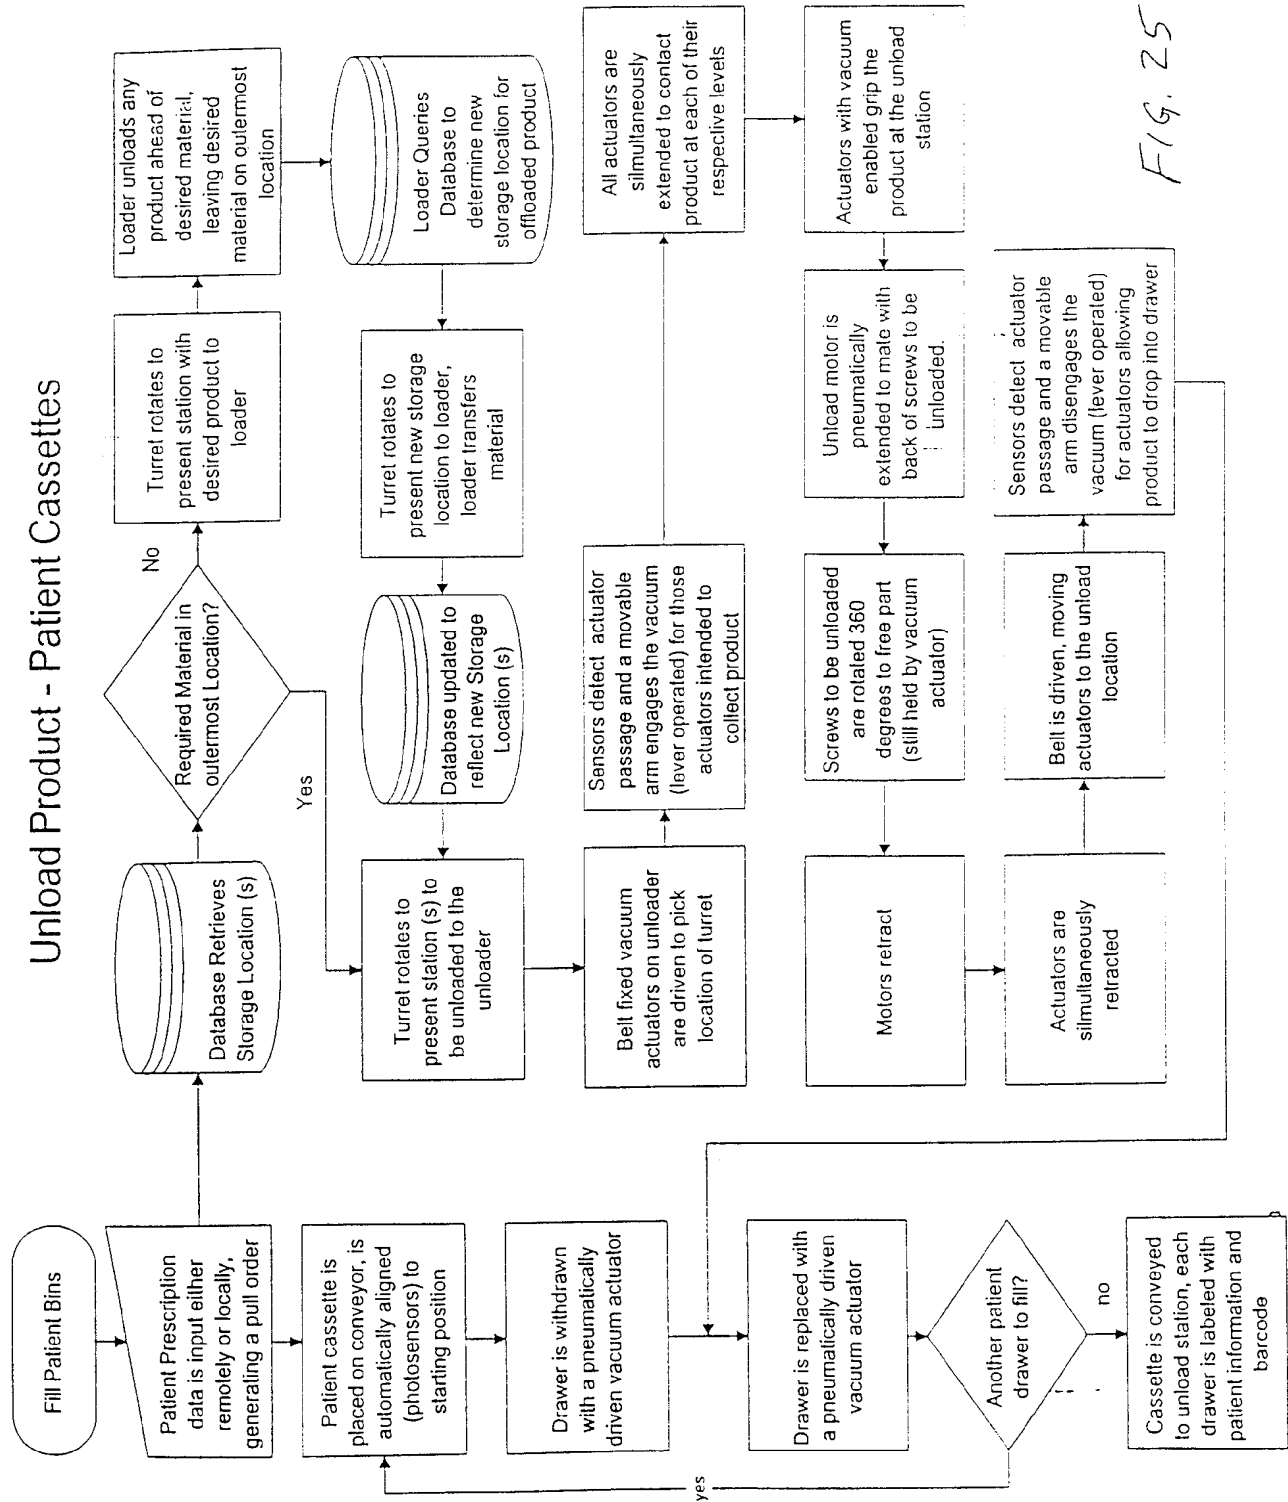 Unload Product - Patient Cassettes
Fill Patient Bins
Patient Prescription
data is input either
remotely or locally,
generating a pull order
Patient cassette is
placed on conveyor, is
automatically aligned
(photosensors) to
starting position
Drawer is withdrawn
with a pneumatically
driven vacuum actuator
Drawer is replaced with
a pneumatically driven
vacuum actuator
Another patient
drawer to fill?
yes
no
Cassette is conveyed
to unload station, each
drawer is labeled with
patient information and
barcode
Database Retrieves
Storage Location (s)
Required Material in
outermost Location?
No
Yes
Turret rotates to
present station with
desired product to
loader
Loader unloads any
product ahead of
desired material,
leaving desired
material on outermost
location
Loader Queries
Database to
determine new
storage location for
offloaded product
Turret rotates to
present new storage
location to loader,
loader transfers
material
Database updated to
reflect new Storage
Location (s)
Turret rotates to
present station (s) to
be unloaded to the
unloader
Belt fixed vacuum
actuators on unloader
are driven to pick
location of turret
Sensors detect actuator
passage and a movable
arm engages the vacuum
(lever operated) for those
actuators intended to
collect product
All actuators are
silmultaneously
extended to contact
product at each of their
respective levels
Actuators with vacuum
enabled grip the
product at the unload
station
Unload motor is
pneumatically
extended to mate with
back of screws to be
unloaded.
Screws to be unloaded
are rotated 360
degrees to free part
(still held by vacuum
actuator)
Motors retract
Actuators are
silmultaneously
retracted
Belt is driven, moving
actuators to the unload
location
Sensors detect actuator
passage and a movable
arm disengages the
vacuum (lever operated)
for actuators allowing
product to drop into drawer
FIG. 25